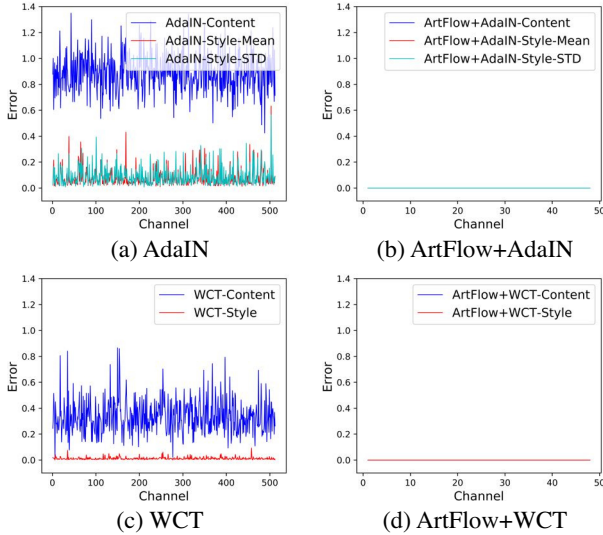 AdaIN-Content
AdaIN-Style-Mean
AdaIN-Style-STD
Error
1.4
1.2
1.0
0.8
0.6
0.4
0.2
0.0
0 100 200 300 400 500
Channel
(a) AdaIN
ArtFlow+AdaIN-Content
ArtFlow+AdaIN-Style-Mean
ArtFlow+AdaIN-Style-STD
Error
1.4
1.2
1.0
0.8
0.6
0.4
0.2
0.0
0 10 20 30 40 50
Channel
(b) ArtFlow+AdaIN
WCT-Content
WCT-Style
Error
1.4
1.2
1.0
0.8
0.6
0.4
0.2
0.0
0 100 200 300 400 500
Channel
(c) WCT
ArtFlow+WCT-Content
ArtFlow+WCT-Style
Error
1.4
1.2
1.0
0.8
0.6
0.4
0.2
0.0
0 10 20 30 40 50
Channel
(d) ArtFlow+WCT